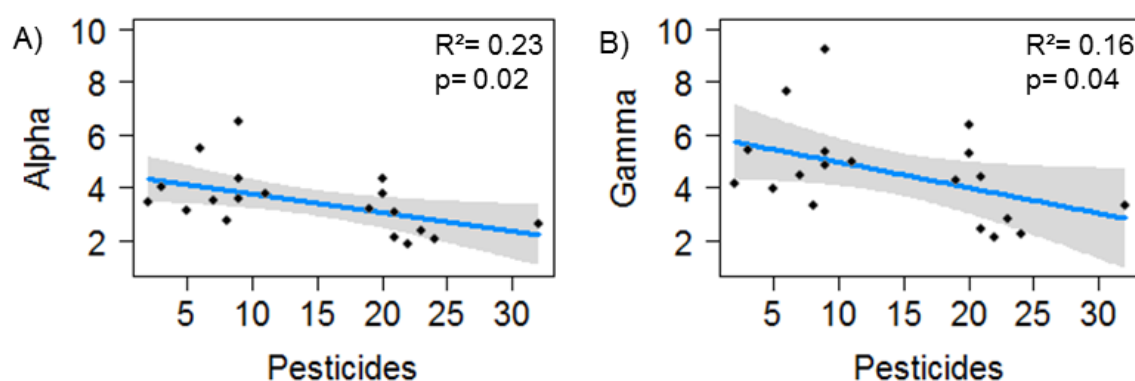 A)
R²= 0.23
p= 0.02
Alpha
10
8
6
4
2
5 10 15 20 25 30
Pesticides
B)
R²= 0.16
p= 0.04
Gamma
10
8
6
4
2
5 10 15 20 25 30
Pesticides